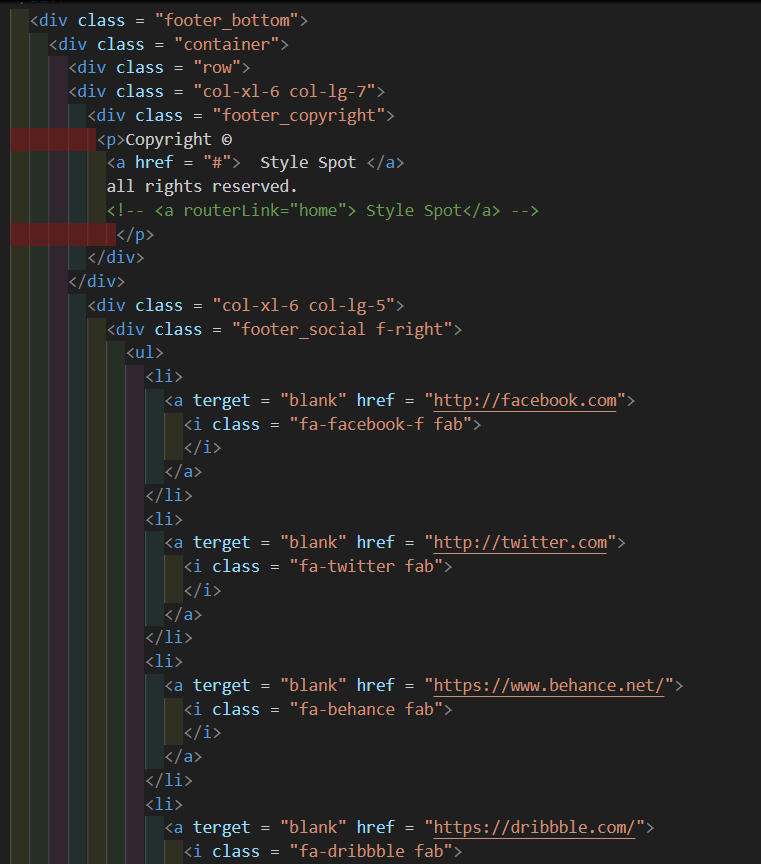 <div class = "footer_bottom">
<div class = "container">
<div class = "row">
<div class = "col-xl-6 col-lg-7">
<div class = "footer_copyright">
<p>Copyright ©
<a href = "#">  Style Spot </a>
all rights reserved.
<!-- <a routerLink="home"> Style Spot</a> -->
</p>
</div>
</div>
<div class = "col-xl-6 col-lg-5">
<div class = "footer_social f-right">
<ul>
<li>
<a terget = "blank" href = "http://facebook.com">
<i class = "fa-facebook-f fab">
</i>
</a>
</li>
<li>
<a terget = "blank" href = "http://twitter.com">
<i class = "fa-twitter fab">
</i>
</a>
</li>
<li>
<a terget = "blank" href = "https://www.behance.net/">
<i class = "fa-behance fab">
</i>
</a>
</li>
<li>
<a terget = "blank" href = "https://dribbble.com/">
<i class = "fa-dribbble fab">